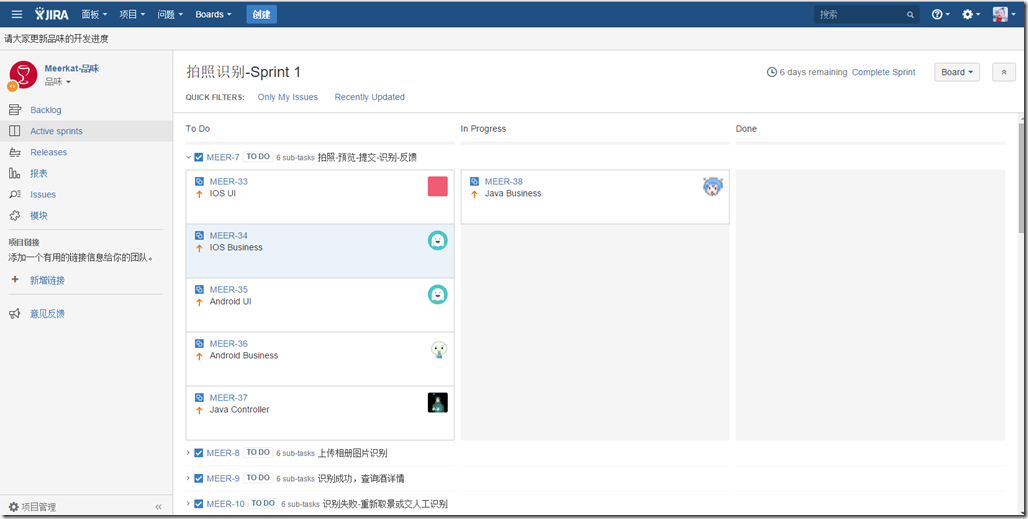 JIRA 面板 项目 问题 Boards 创建 搜索
请大家更新品味的开发进度
Meerkat-品味
品味
Backlog
Active sprints
Releases
报表
Issues
模块
项目链接
添加一个有用的链接信息给你的团队。
新增链接
意见反馈
项目管理
拍照识别-Sprint 1
6 days remaining Complete Sprint Board
QUICK FILTERS: Only My Issues Recently Updated
To Do In Progress Done
MEER-7 TO DO 6 sub-tasks 拍照-预览-提交-识别-反馈
MEER-33
IOS UI
MEER-38
Java Business
MEER-34
IOS Business
MEER-35
Android UI
MEER-36
Android Business
MEER-37
Java Controller
MEER-8 TO DO 6 sub-tasks 上传相册图片识别
MEER-9 TO DO 6 sub-tasks 识别成功，查询酒详情
MEER-10 TO DO 6 sub-tasks 识别失败-重新取景或交人工识别